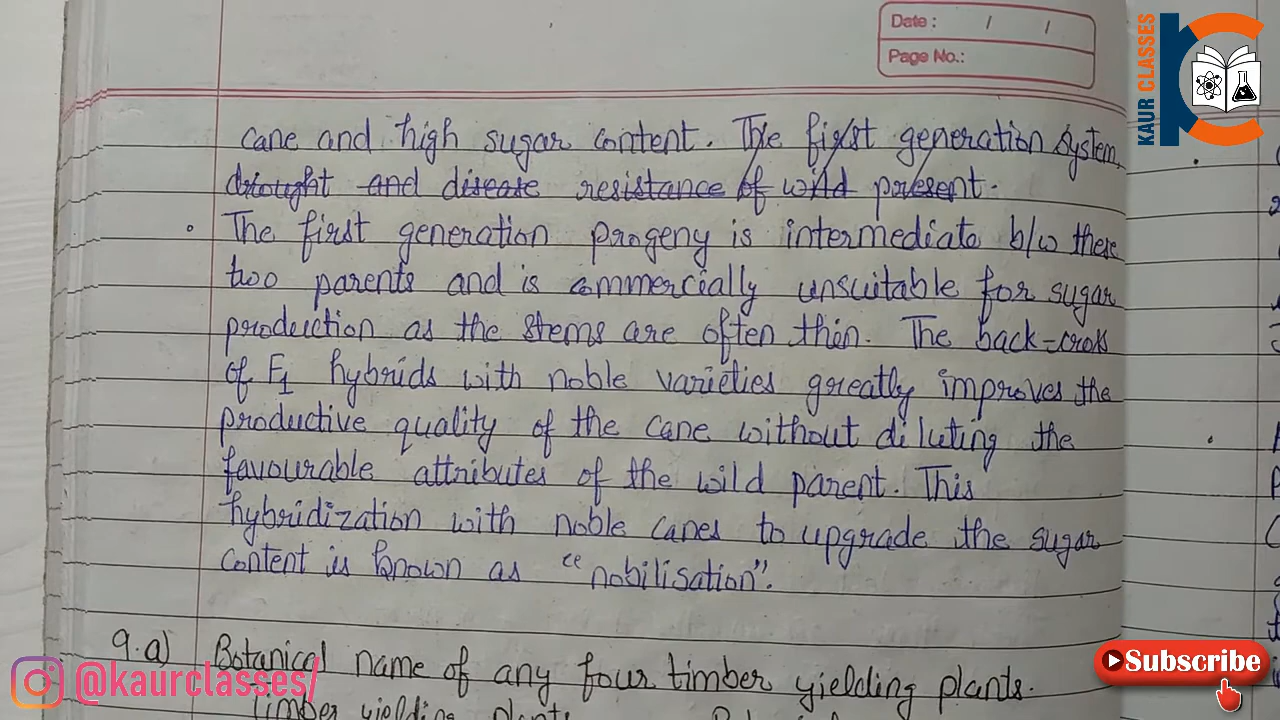 Date : / /
Page No.:
KAUR CLASSES
cane and high sugar content. The first generation system,
drought and disease resistance of wild present.
The first generation progeny is intermediate b/w these
two parents and is commercially unsuitable for sugar
production as the stems are often thin. The back-cross
of F1 hybrids with noble varieties greatly improves the
productive quality of the cane without diluting the
favourable attributes of the wild parent. This
hybridization with noble canes to upgrade the sugar
content is known as "nobilisation".
9.a) Botanical name of any four timber yielding plants.
Timber yielding plants
@kaurclasses/
Subscribe